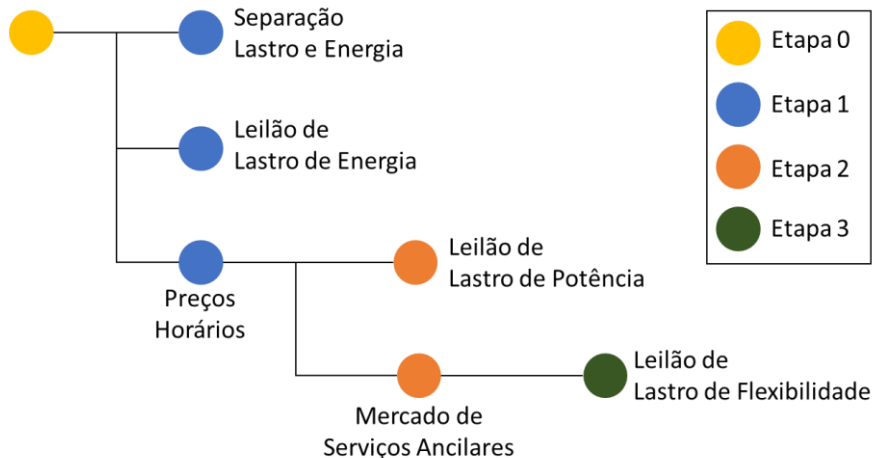 Separação
Lastro e Energia
Leilão de
Lastro de Energia
Preços
Horários
Leilão de
Lastro de Potência
Mercado de
Serviços Ancilares
Leilão de
Lastro de Flexibilidade
Etapa 0
Etapa 1
Etapa 2
Etapa 3